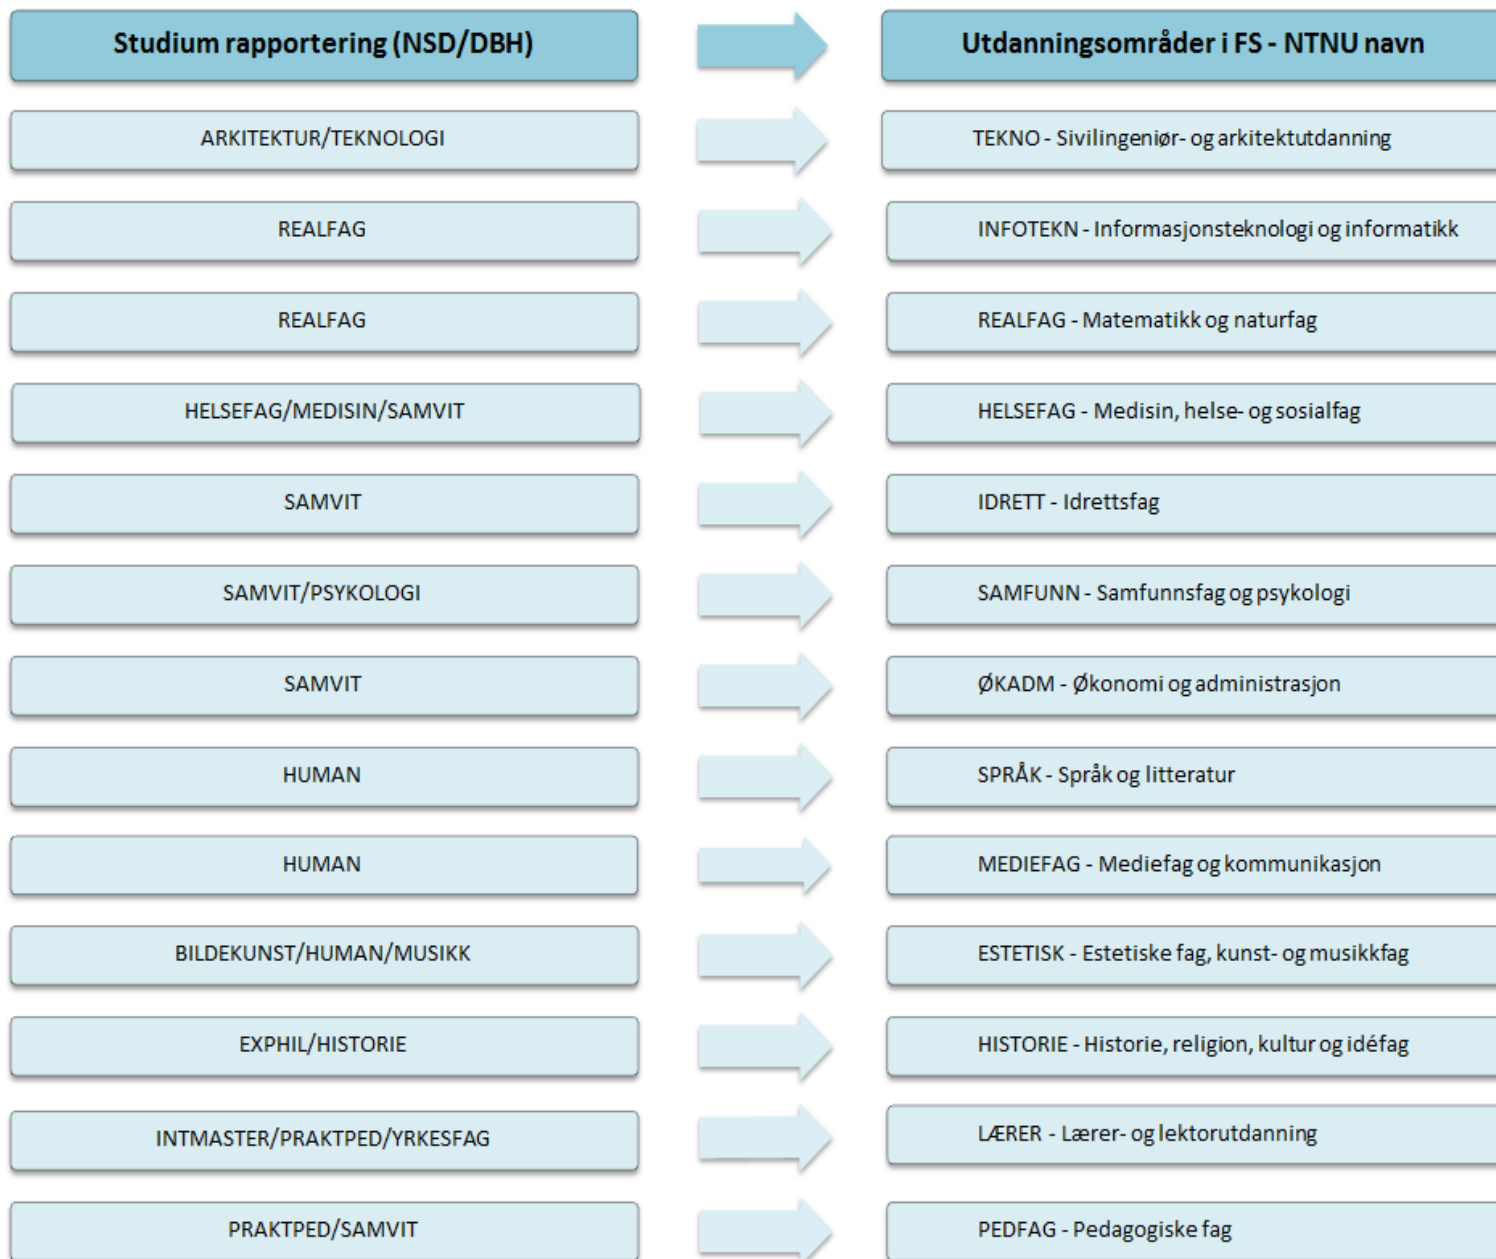 Studium rapportering (NSD/DBH)
Utdanningsområder i FS - NTNU navn
ARKITEKTUR/TEKNOLOGI
TEKNO - Sivilingeniør- og arkitektutdanning
REALFAG
INFOTEKN - Informasjonsteknologi og informatikk
REALFAG
REALFAG - Matematikk og naturfag
HELSEFAG/MEDISIN/SAMVIT
HELSEFAG - Medisin, helse- og sosialfag
SAMVIT
IDRETT - Idrettsfag
SAMVIT/PSYKOLOGI
SAMFUNN - Samfunnsfag og psykologi
SAMVIT
ØKADM - Økonomi og administrasjon
HUMAN
SPRÅK - Språk og litteratur
HUMAN
MEDIEFAG - Mediefag og kommunikasjon
BILDEKUNST/HUMAN/MUSIKK
ESTETISK - Estetiske fag, kunst- og musikkfag
EXPHIL/HISTORIE
HISTORIE - Historie, religion, kultur og idéfag
INTMASTER/PRAKTPED/YRKESFAG
LÆRER - Lærer- og lektorutdanning
PRAKTPED/SAMVIT
PEDFAG - Pedagogiske fag